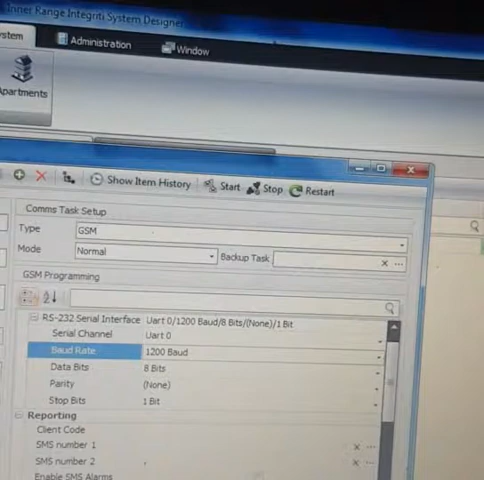 Inner Range Integriti System Designer
ystem Administration Window
Apartments
Show Item History Start Stop Restart
Comms Task Setup
Type GSM
Mode Normal Backup Task
GSM Programming
RS-232 Serial Interface Uart 0/1200 Baud/8 Bits/(None)/1 Bit
Serial Channel Uart 0
Baud Rate 1200 Baud
Data Bits 8 Bits
Parity (None)
Stop Bits 1 Bit
Reporting
Client Code
SMS number 1
SMS number 2
Enable SMS Alarms